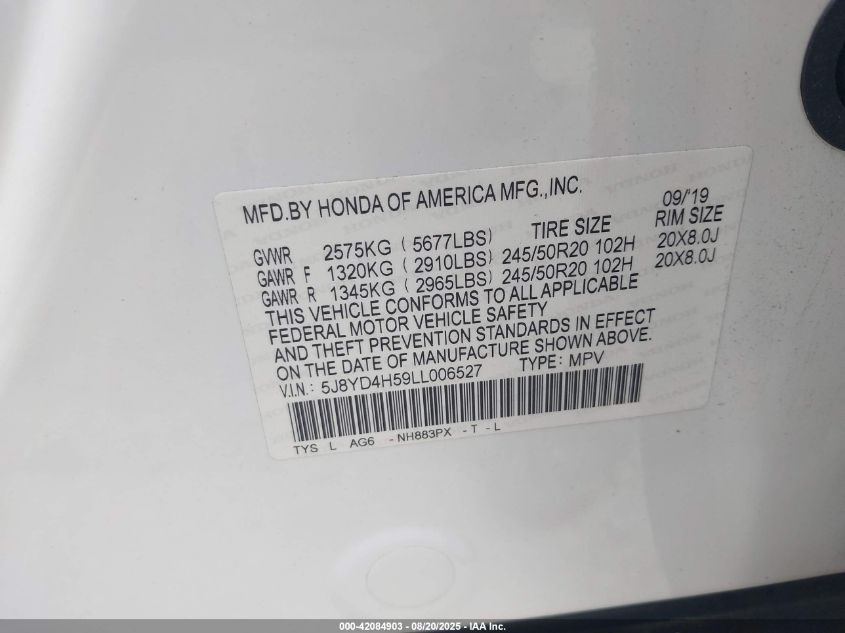 MFD.BY HONDA OF AMERICA MFG.,INC. 09/'19
TIRE SIZE RIM SIZE
GVWR 2575KG ( 5677LBS)
GAWR F 1320KG ( 2910LBS) 245/50R20 102H 20X8.0J
GAWR R 1345KG ( 2965LBS) 245/50R20 102H 20X8.0J
THIS VEHICLE CONFORMS TO ALL APPLICABLE
FEDERAL MOTOR VEHICLE SAFETY
AND THEFT PREVENTION STANDARDS IN EFFECT
ON THE DATE OF MANUFACTURE SHOWN ABOVE.
V.I.N.: 5J8YD4H59LL006527 TYPE: MPV
TYS L AG6 -NH883PX -T -L
000-42084903 - 08/20/2025 - IAA Inc.